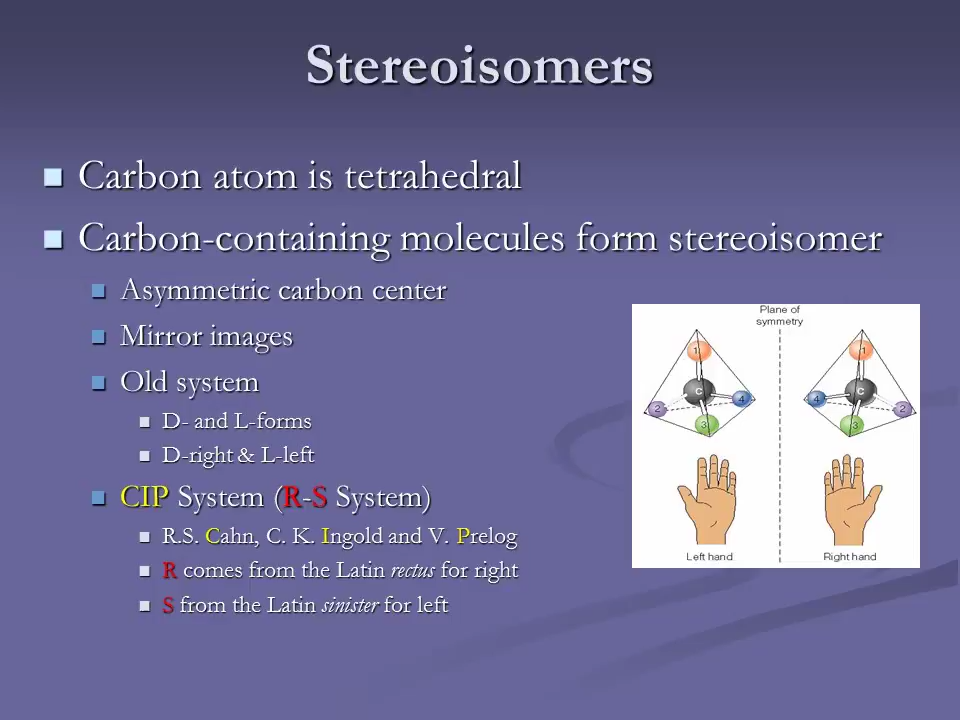 Stereoisomers
Carbon atom is tetrahedral
Carbon-containing molecules form stereoisomer
Asymmetric carbon center
Mirror images
Old system
D- and L-forms
D-right & L-left
CIP System (R-S System)
R.S. Cahn, C. K. Ingold and V. Prelog
R comes from the Latin rectus for right
S from the Latin sinister for left
Plane of
symmetry
1
1
C
C
2
4
4
2
3
3
Left hand
Right hand